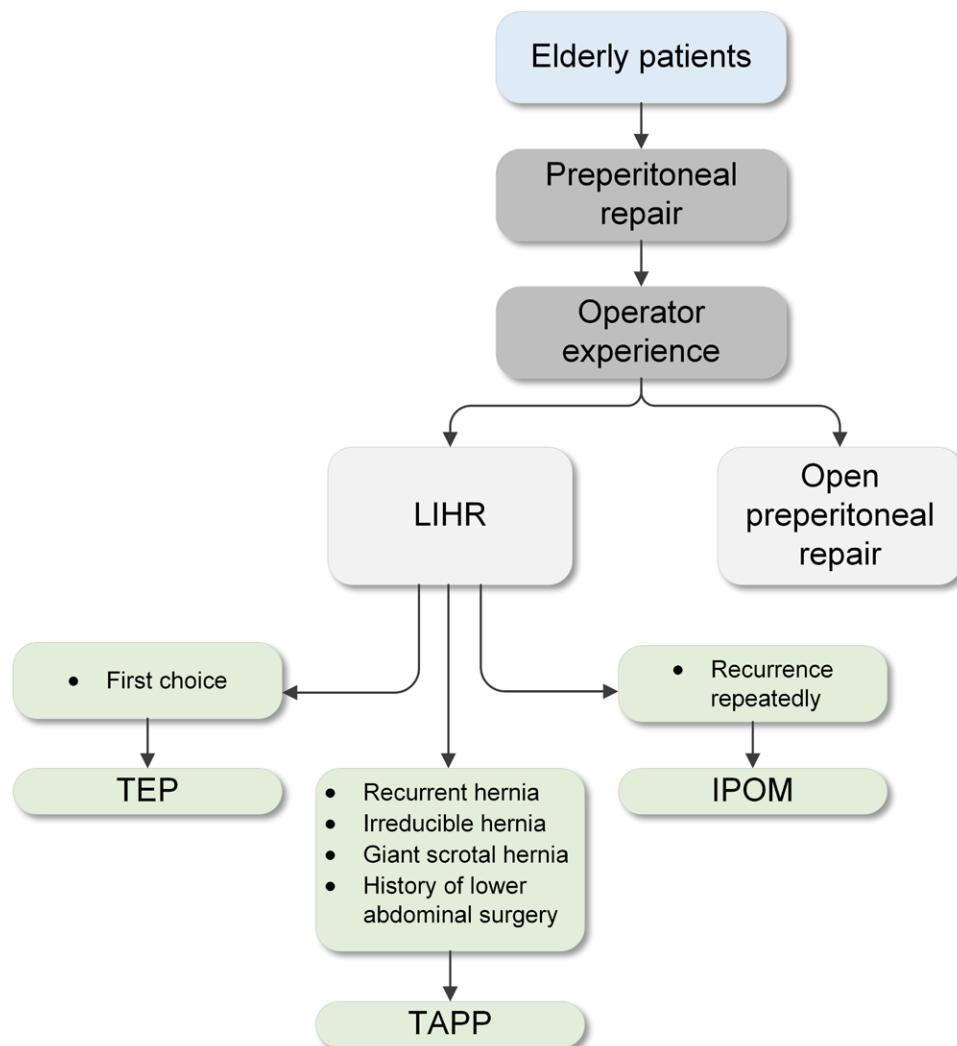 Elderly patients
Preperitoneal
repair
Operator
experience
LIHR
Open
preperitoneal
repair
• First choice
TEP
• Recurrent hernia
• Irreducible hernia
• Giant scrotal hernia
• History of lower
abdominal surgery
TAPP
• Recurrence
repeatedly
IPOM